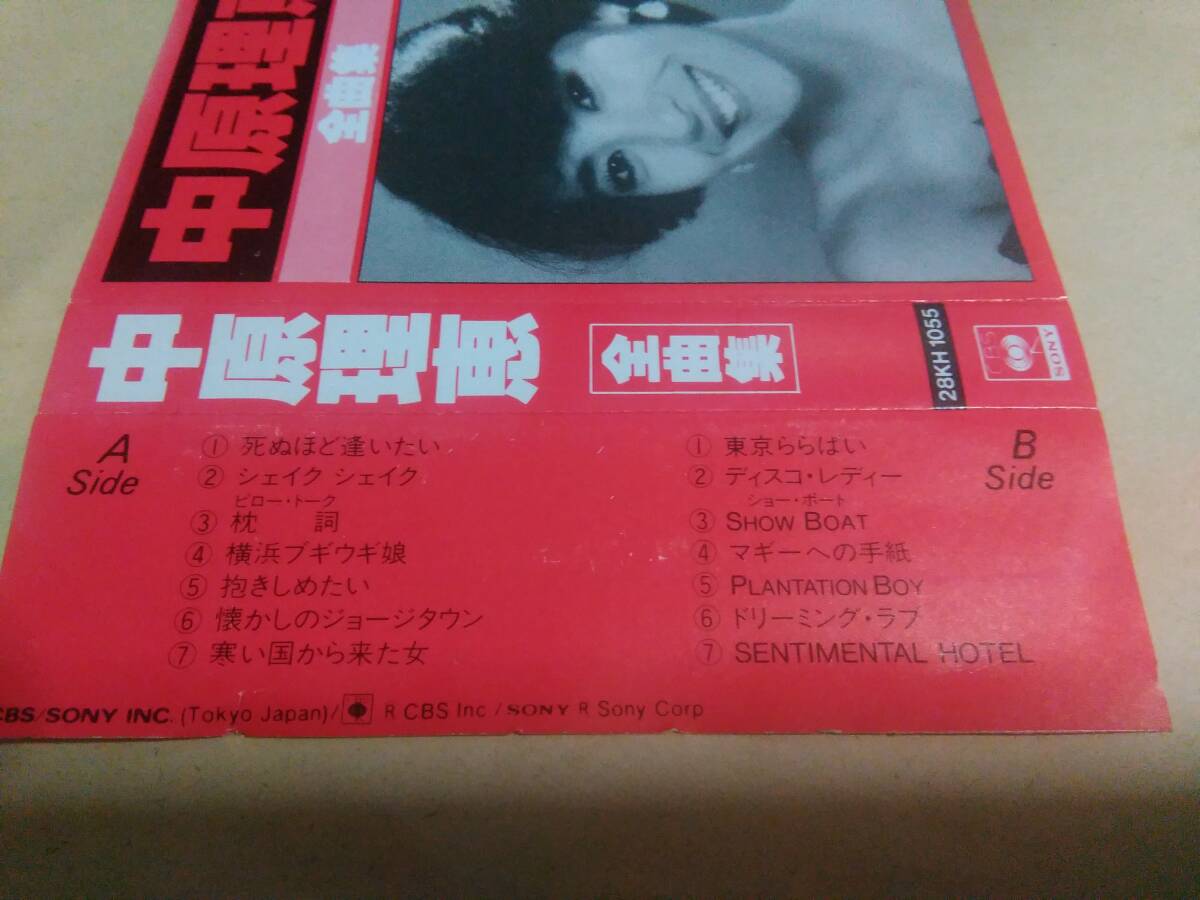 中原理
全曲集
中原理恵
全曲集
28KH 1055
CBS
SONY
A
Side
① 死ぬほど逢いたい
② シェイク シェイク
ピロー・トーク
③ 枕 詞
④ 横浜ブギウギ娘
⑤ 抱きしめたい
⑥ 懐かしのジョージタウン
⑦ 寒い国から来た女
B
Side
① 東京ららばい
② ディスコ・レディー
ショー・ボート
③ SHOW BOAT
④ マギーへの手紙
⑤ PLANTATION BOY
⑥ ドリーミング・ラブ
⑦ SENTIMENTAL HOTEL
CBS/SONY INC. (Tokyo Japan)/ R CBS Inc / SONY R Sony Corp